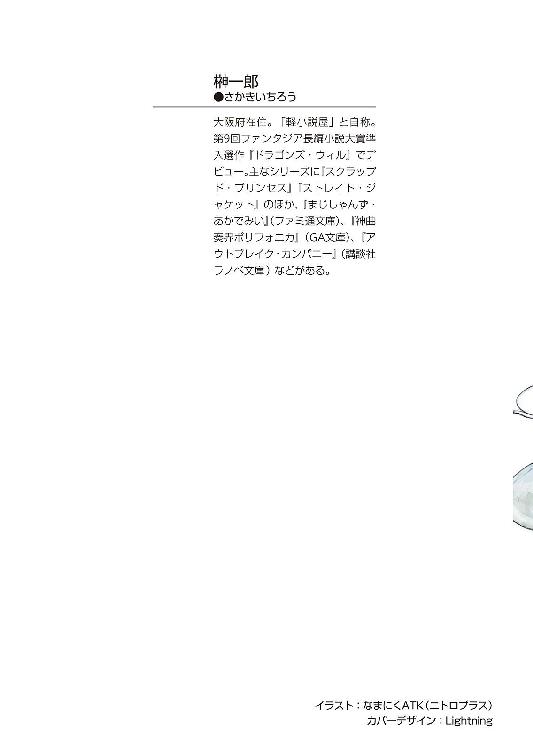 榊一郎
●さかきいちろう
大阪府在住。「軽小説屋」と自称。
第9回ファンタジア長編小説大賞準
入選作『ドラゴンズ・ウィル』でデ
ビュー。主なシリーズに『スクラップ
ド・プリンセス』『ストレイト・ジ
ャケット』のほか、『まじしゃんず・
あかでみい』（ファミ通文庫）、『神曲
奏界ポリフォニカ』（GA文庫）、『ア
ウトブレイク・カンパニー』（講談社
ラノベ文庫）などがある。
イラスト：なまにくATK（ニトロプラス）
カバーデザイン：Lightning